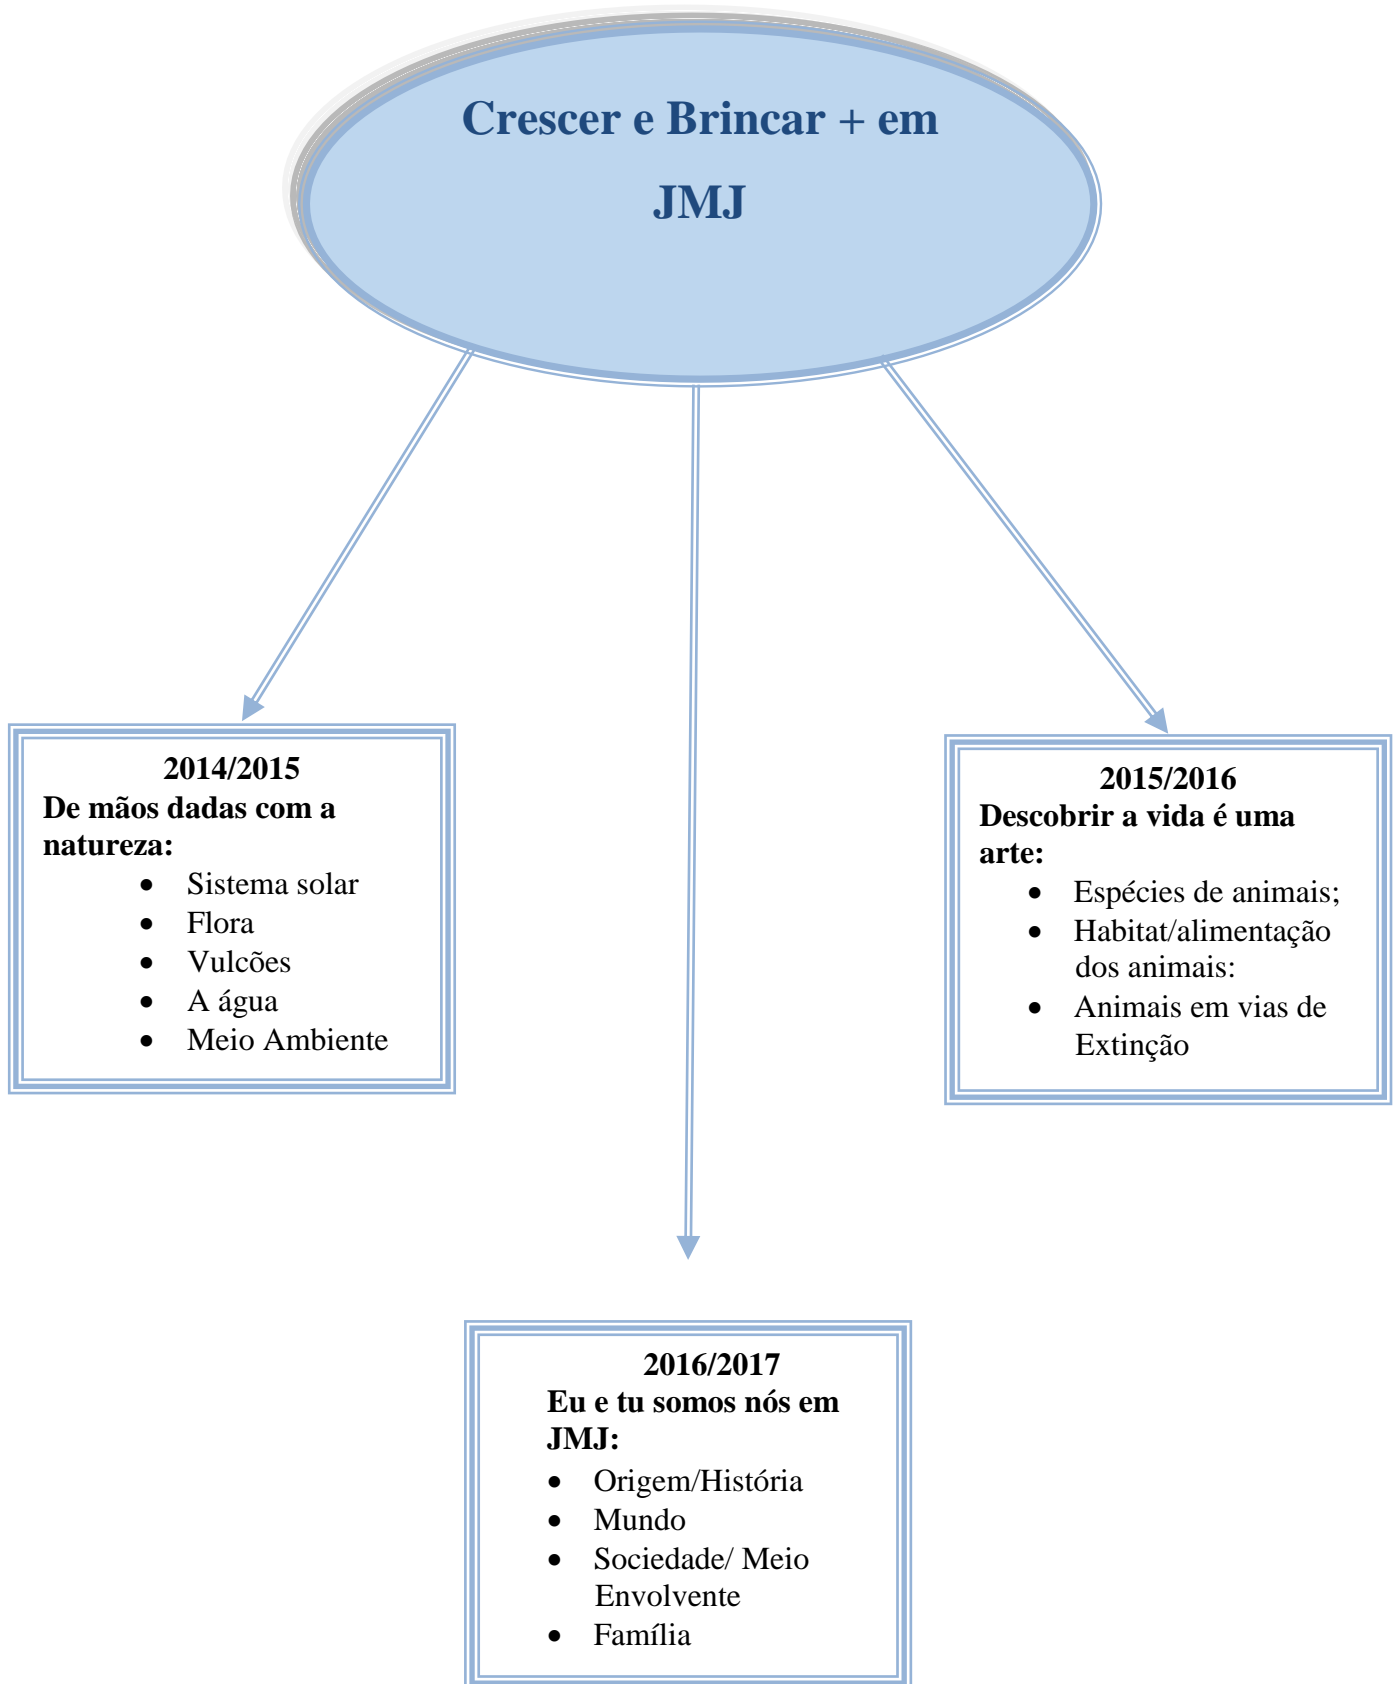 Crescer e Brincar + em
JMJ
2014/2015
De mãos dadas com a
natureza:
• Sistema solar
• Flora
• Vulcões
• A água
• Meio Ambiente
2015/2016
Descobrir a vida é uma
arte:
• Espécies de animais;
• Habitat/alimentação
dos animais:
• Animais em vias de
Extinção
2016/2017
Eu e tu somos nós em
JMJ:
• Origem/História
• Mundo
• Sociedade/ Meio
Envolvente
• Família